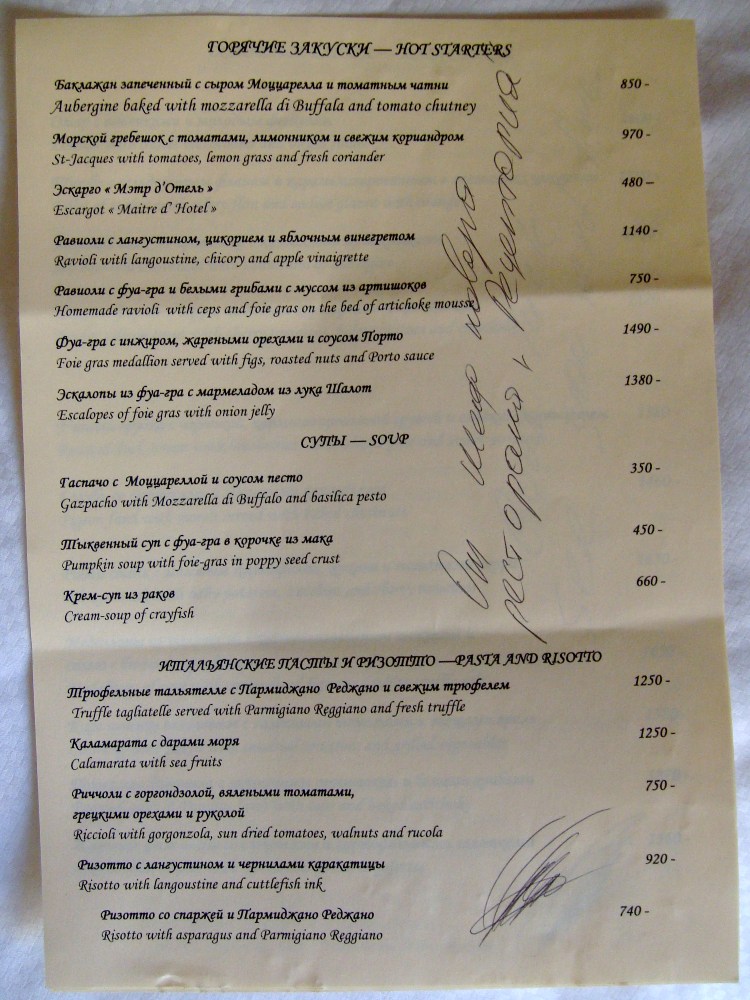 ГОРЯЧИЕ ЗАКУСКИ — HOT STARTERS
Баклажан запеченный с сыром Моццарелла и томатным чатни 850 -
Aubergine baked with mozzarella di Buffala and tomato chutney
Морской гребешок с томатами, лимонником и свежим кориандром 970 -
St-Jacques with tomatoes, lemon grass and fresh coriander
Эскарго « Мэтр д'Отель » 480 –
Escargot « Maitre d' Hotel »
Равиоли с лангустином, цикорием и яблочным винегретом 1140 -
Ravioli with langoustine, chicory and apple vinaigrette
Равиоли с фуа-гра и белыми грибами с муссом из артишоков 750 -
Homemade ravioli with ceps and foie gras on the bed of artichoke mousse
Фуа-гра с инжиром, жареными орехами и соусом Порто 1490 -
Foie gras medallion served with figs, roasted nuts and Porto sauce
Эскалопы из фуа-гра с мармеладом из лука Шалот 1380 -
Escalopes of foie gras with onion jelly
СУПЫ — SOUP
Гаспачо с Моццареллой и соусом песто 350 -
Gazpacho with Mozzarella di Buffalo and basilica pesto
Тыквенный суп с фуа-гра в корочке из мака 450 -
Pumpkin soup with foie-gras in poppy seed crust
Крем-суп из раков 660 -
Cream-soup of crayfish
ИТАЛЬЯНСКИЕ ПАСТЫ И РИЗОТТО —PASTA AND RISOTTO
Трюфельные тальятелле с Пармиджано Реджано и свежим трюфелем 1250 -
Truffle tagliatelle served with Parmigiano Reggiano and fresh truffle
Каламарата с дарами моря 1250 -
Calamarata with sea fruits
Риччоли с горгондзолой, вялеными томатами, 750 -
грецкими орехами и руколой
Riccioli with gorgonzola, sun dried tomatoes, walnuts and rucola
Ризотто с лангустином и чернилами каракатицы 920 -
Risotto with langoustine and cuttlefish ink
Ризотто со спаржей и Пармиджано Реджано 740 -
Risotto with asparagus and Parmigiano Reggiano
От Шеф повара
ресторана